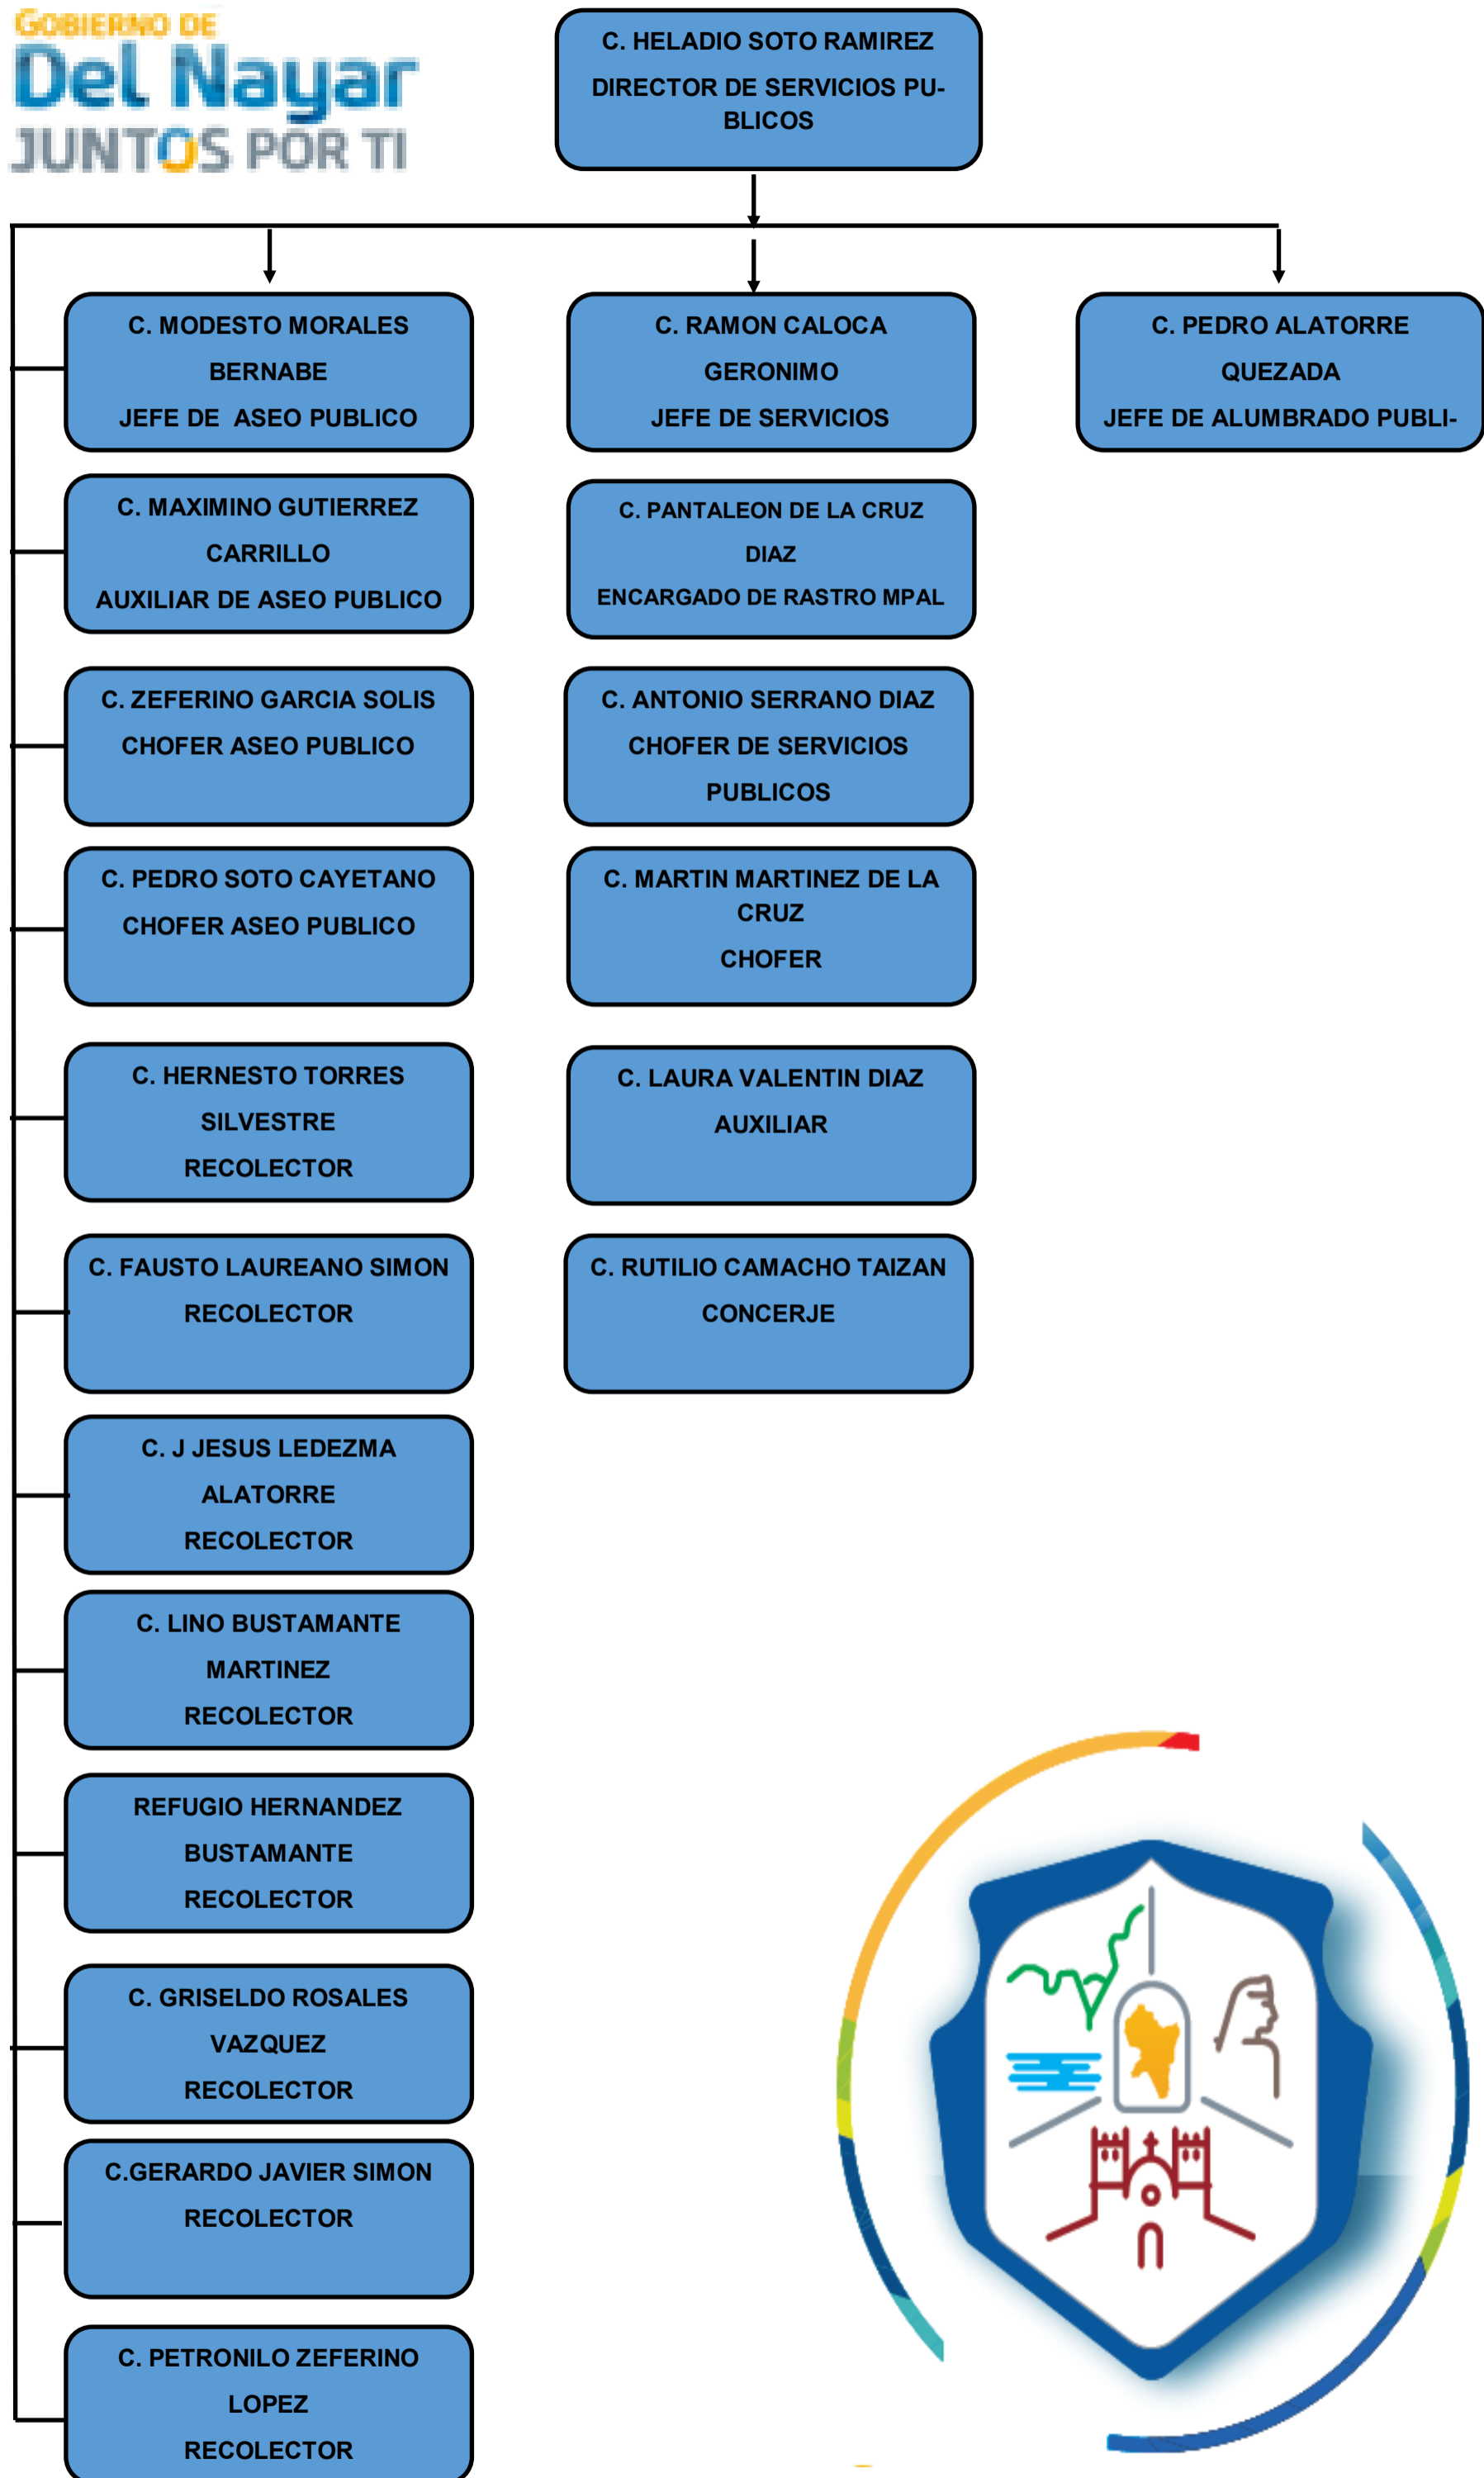 GOBIERNO DE
Del Nayar
JUNTOS POR TI
C. HELADIO SOTO RAMIREZ
DIRECTOR DE SERVICIOS PU-
BLICOS
C. MODESTO MORALES
BERNABE
JEFE DE ASEO PUBLICO
C. RAMON CALOCA
GERONIMO
JEFE DE SERVICIOS
C. PEDRO ALATORRE
QUEZADA
JEFE DE ALUMBRADO PUBLI-
C. MAXIMINO GUTIERREZ
CARRILLO
AUXILIAR DE ASEO PUBLICO
C. PANTALEON DE LA CRUZ
DIAZ
ENCARGADO DE RASTRO MPAL
C. ZEFERINO GARCIA SOLIS
CHOFER ASEO PUBLICO
C. ANTONIO SERRANO DIAZ
CHOFER DE SERVICIOS
PUBLICOS
C. PEDRO SOTO CAYETANO
CHOFER ASEO PUBLICO
C. MARTIN MARTINEZ DE LA
CRUZ
CHOFER
C. HERNESTO TORRES
SILVESTRE
RECOLECTOR
C. LAURA VALENTIN DIAZ
AUXILIAR
C. FAUSTO LAUREANO SIMON
RECOLECTOR
C. RUTILIO CAMACHO TAIZAN
CONCERJE
C. J JESUS LEDEZMA
ALATORRE
RECOLECTOR
C. LINO BUSTAMANTE
MARTINEZ
RECOLECTOR
REFUGIO HERNANDEZ
BUSTAMANTE
RECOLECTOR
C. GRISELDO ROSALES
VAZQUEZ
RECOLECTOR
C.GERARDO JAVIER SIMON
RECOLECTOR
C. PETRONILO ZEFERINO
LOPEZ
RECOLECTOR